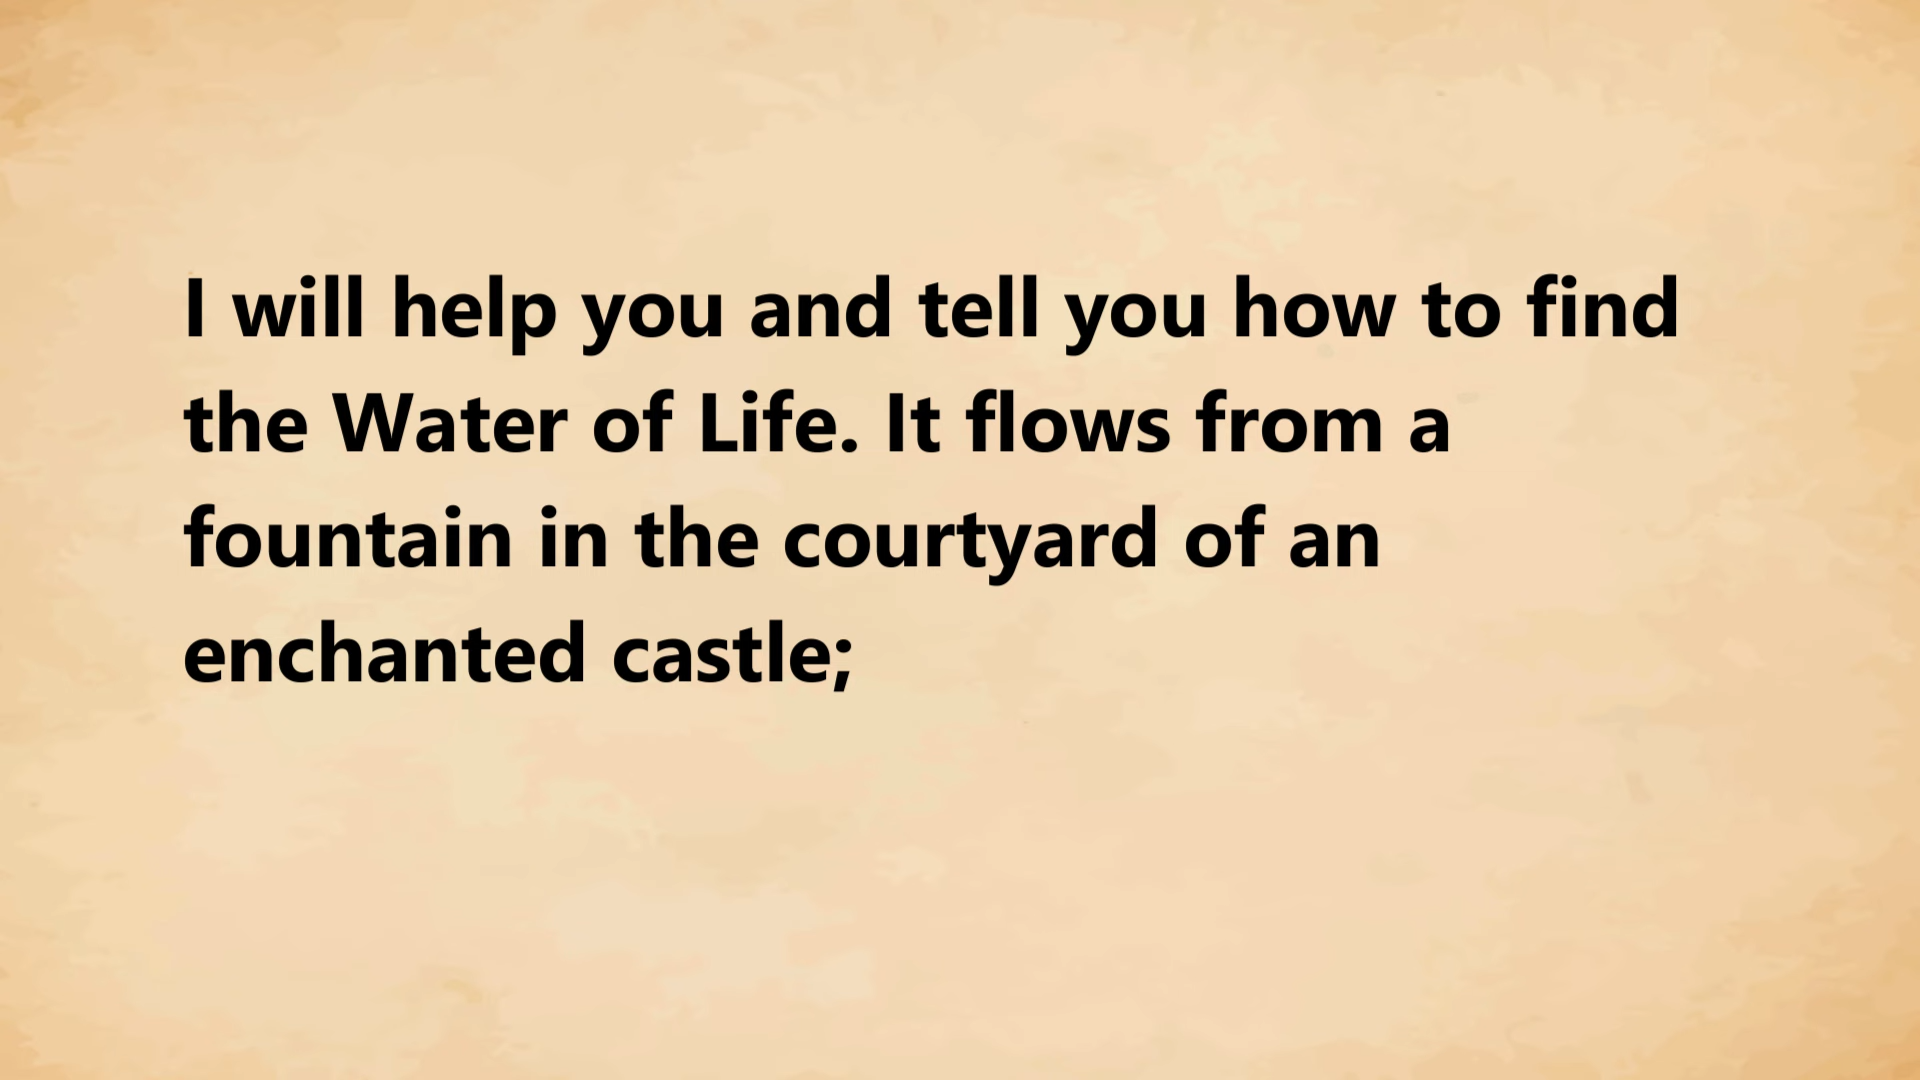 I will help you and tell you how to find
the Water of Life. It flows from a
fountain in the courtyard of an
enchanted castle;